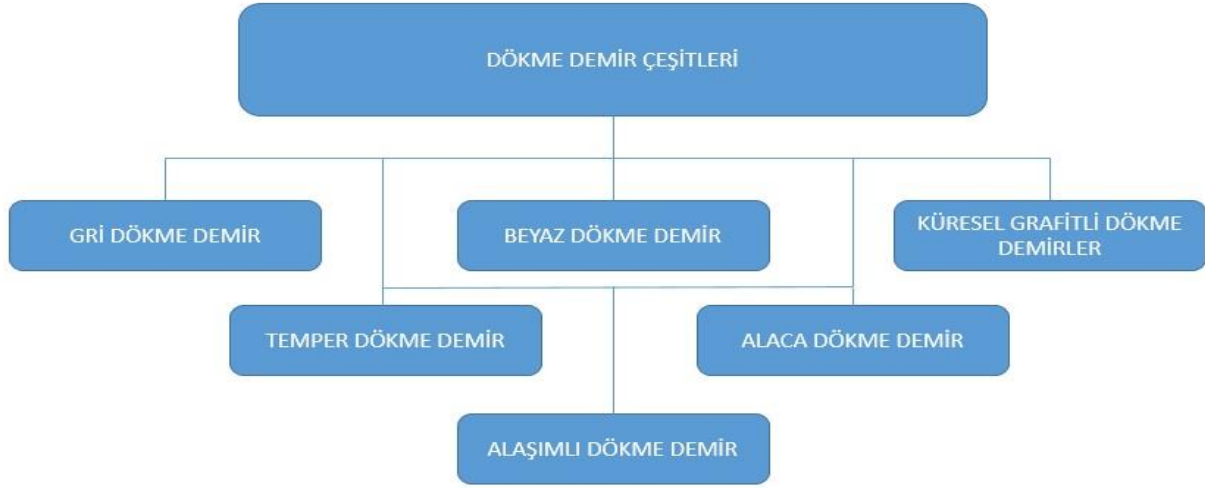 DÖKME DEMİR ÇEŞİTLERİ
GRİ DÖKME DEMİR
BEYAZ DÖKME DEMİR
KÜRESEL GRAFİTLİ DÖKME
DEMİRLER
TEMPER DÖKME DEMİR
ALACA DÖKME DEMİR
ALAŞIMLI DÖKME DEMİR